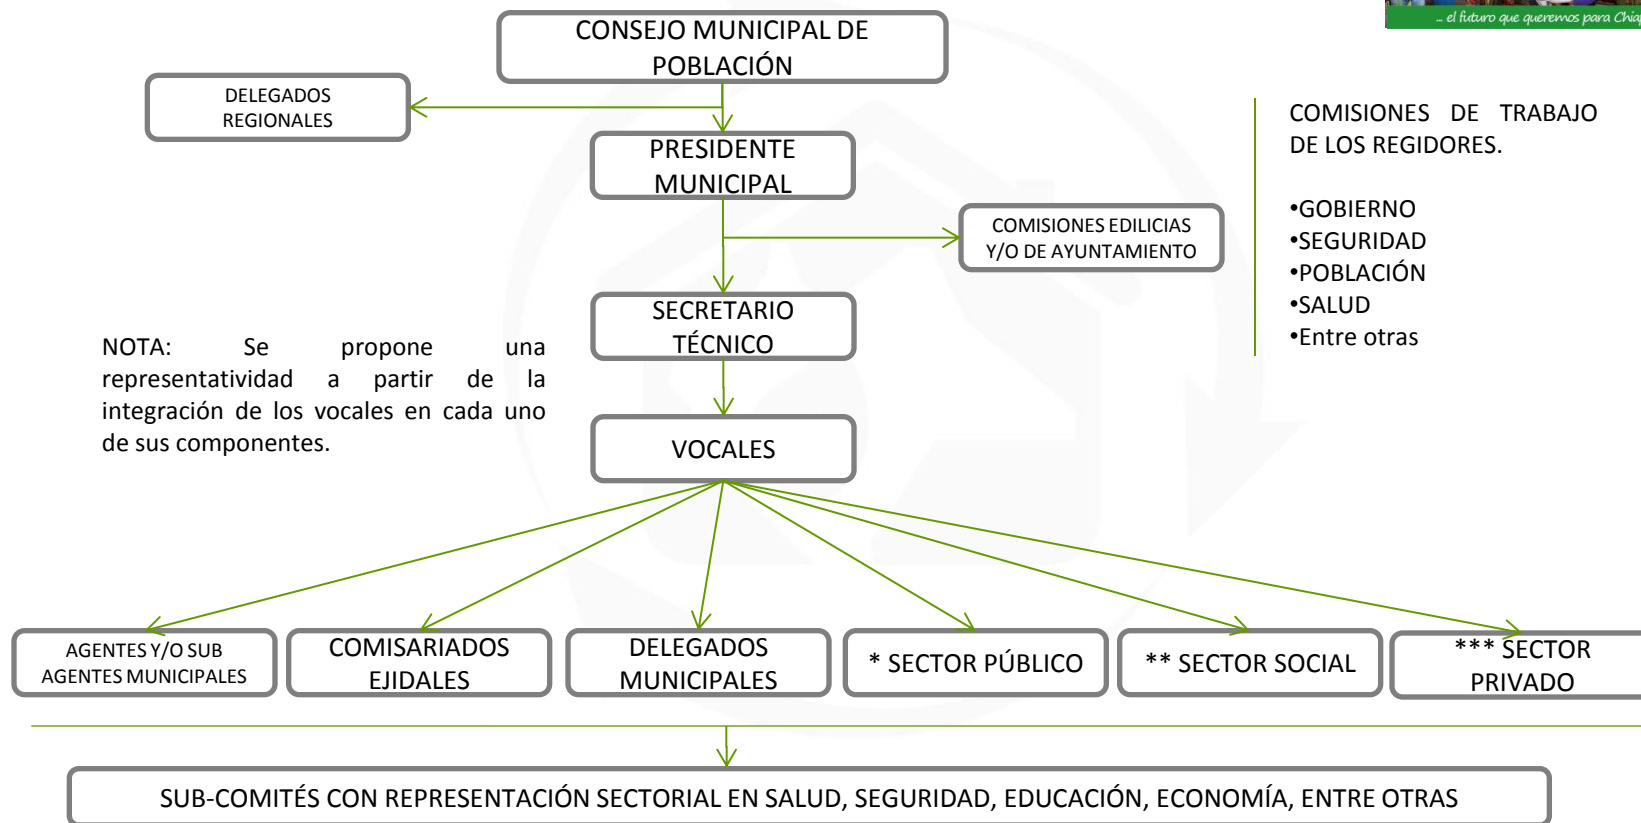 ... el futuro que queremos para
CONSEJO MUNICIPAL DE
POBLACIÓN
DELEGADOS
REGIONALES
PRESIDENTE
MUNICIPAL
COMISIONES EDILICIAS
Y/O DE AYUNTAMIENTO
COMISIONES DE TRABAJO
DE LOS REGIDORES.
•GOBIERNO
•SEGURIDAD
•POBLACIÓN
•SALUD
•Entre otras
SECRETARIO
TÉCNICO
NOTA: Se propone una
representatividad a partir de la
integración de los vocales en cada uno
de sus componentes.
VOCALES
AGENTES Y/O SUB
AGENTES MUNICIPALES
COMISARIADOS
EJIDALES
DELEGADOS
MUNICIPALES
* SECTOR PÚBLICO
** SECTOR SOCIAL
*** SECTOR
PRIVADO
SUB-COMITÉS CON REPRESENTACIÓN SECTORIAL EN SALUD, SEGURIDAD, EDUCACIÓN, ECONOMÍA, ENTRE OTRAS